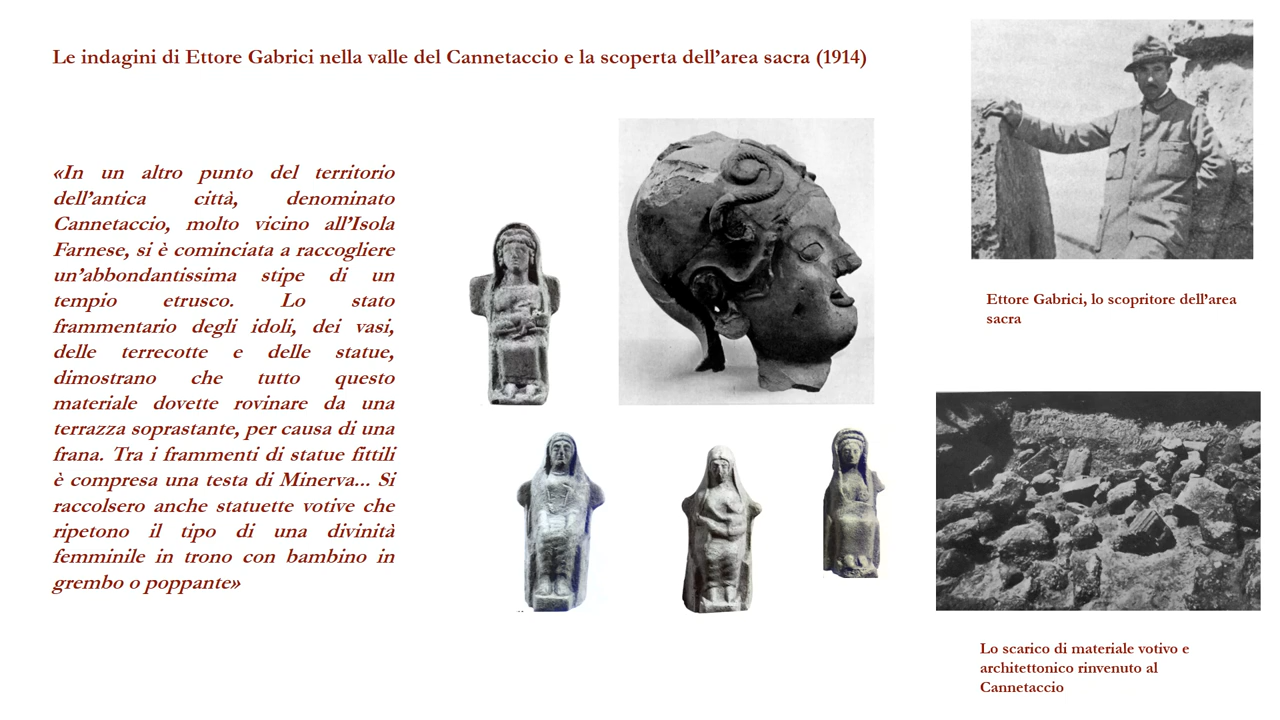 Le indagini di Ettore Gabrici nella valle del Cannetaccio e la scoperta dell’area sacra (1914)
«In un altro punto del territorio
dell’antica città, denominato
Cannetaccio, molto vicino all’Isola
Farnese, si è cominciata a raccogliere
un’abbondantissima stipe di un
tempio etrusco. Lo stato
frammentario degli idoli, dei vasi,
delle terrecotte e delle statue,
dimostrano che tutto questo
materiale dovette rovinare da una
terrazza soprastante, per causa di una
frana. Tra i frammenti di statue fittili
è compresa una testa di Minerva... Si
raccolsero anche statuette votive che
ripetono il tipo di una divinità
femminile in trono con bambino in
grembo o poppante»
Ettore Gabrici, lo scopritore dell’area
sacra
Lo scarico di materiale votivo e
architettonico rinvenuto al
Cannetaccio